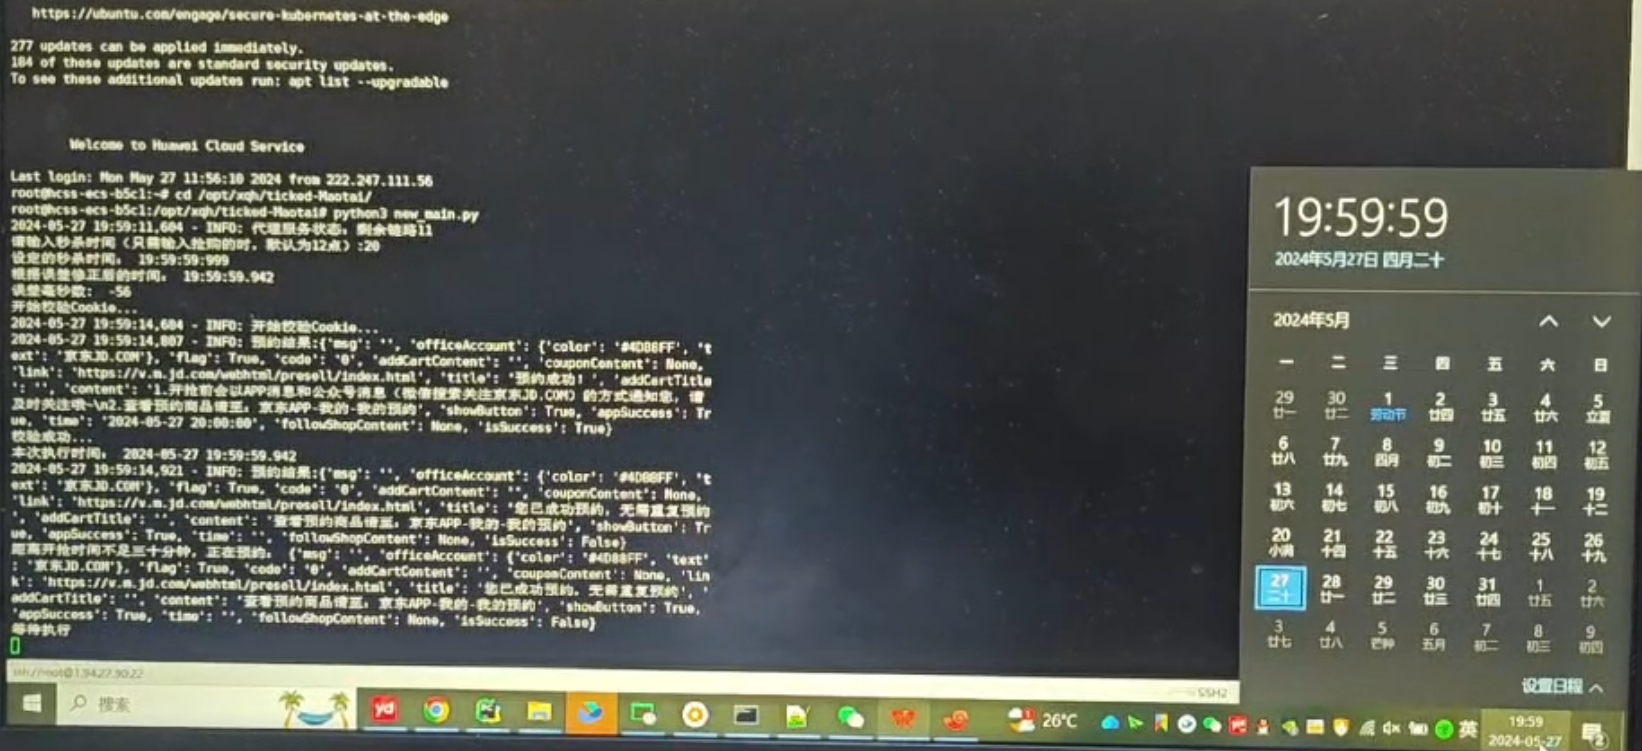 https://ubuntu.com/engage/secure-kubernetes-at-the-edge
277 updates can be applied immediately.
184 of these updates are standard security updates.
To see these additional updates run: apt list --upgradable
Welcome to Huawei Cloud Service
Last login: Mon May 27 11:56:10 2024 from 222.247.111.56
root@hcss-ecs-b5c1:~# cd /opt/xqh/ticked-Maotai/
root@hcss-ecs-b5c1:/opt/xqh/ticked-Maotai# python3 new_main.py
2024-05-27 19:59:11,604 - INFO: 代理服务状态：剩余链路11
请输入秒杀时间（只需输入抢购的时，默认为12点）:20
设定的秒杀时间： 19:59:59:999
根据误差修正后的时间： 19:59:59.942
误差毫秒数： -56
开始校验Cookie...
2024-05-27 19:59:14,604 - INFO: 开始校验Cookie...
2024-05-27 19:59:14,807 - INFO: 预约结果:{'msg': '', 'officeAccount': {'color': '#4D88FF', 't
ext': '京东JD.COM'}, 'flag': True, 'code': '0', 'addCartContent': '', 'couponContent': None,
'link': 'https://v.m.jd.com/webhtml/presell/index.html', 'title': '预约成功！', 'addCartTitle
': '', 'content': '1.开抢前会以APP消息和公众号消息（微信搜索关注京东JD.COM）的方式通知您，请
及时关注哦~\n2.查看预约商品请至：京东APP-我的-我的预约', 'showButton': True, 'appSuccess': Tr
ue, 'time': '2024-05-27 20:00:00', 'followShopContent': None, 'isSuccess': True}
校验成功...
本次执行时间： 2024-05-27 19:59:59.942
2024-05-27 19:59:14,921 - INFO: 预约结果:{'msg': '', 'officeAccount': {'color': '#4D88FF', 't
ext': '京东JD.COM'}, 'flag': True, 'code': '0', 'addCartContent': '', 'couponContent': None,
'link': 'https://v.m.jd.com/webhtml/presell/index.html', 'title': '您已成功预约，无需重复预约
', 'addCartTitle': '', 'content': '查看预约商品请至：京东APP-我的-我的预约', 'showButton': Tr
ue, 'appSuccess': True, 'time': '', 'followShopContent': None, 'isSuccess': False}
距离开抢时间不足三十分钟，正在预约： {'msg': '', 'officeAccount': {'color': '#4D88FF', 'text'
: '京东JD.COM'}, 'flag': True, 'code': '0', 'addCartContent': '', 'couponContent': None, 'lin
k': 'https://v.m.jd.com/webhtml/presell/index.html', 'title': '您已成功预约，无需重复预约', '
addCartTitle': '', 'content': '查看预约商品请至：京东APP-我的-我的预约', 'showButton': True,
'appSuccess': True, 'time': '', 'followShopContent': None, 'isSuccess': False}
等待执行
SSH2
19:59:59
2024年5月27日 四月二十
2024年5月
一 二 三 四 五 六 日
29 30 1 2 3 4 5
廿一 廿二 劳动节 廿四 廿五 廿六 立夏
6 7 8 9 10 11 12
廿八 廿九 四月 初二 初三 初四 初五
13 14 15 16 17 18 19
初六 初七 初八 初九 初十 十一 十二
20 21 22 23 24 25 26
小满 十四 十五 十六 十七 十八 十九
27 28 29 30 31 1 2
二十 廿一 廿二 廿三 廿四 廿五 廿六
3 4 5 6 7 8 9
廿七 廿八 芒种 五月 初二 初三 初四
设置日程
搜索
yd
26°C
英
19:59
2024-05-27
2